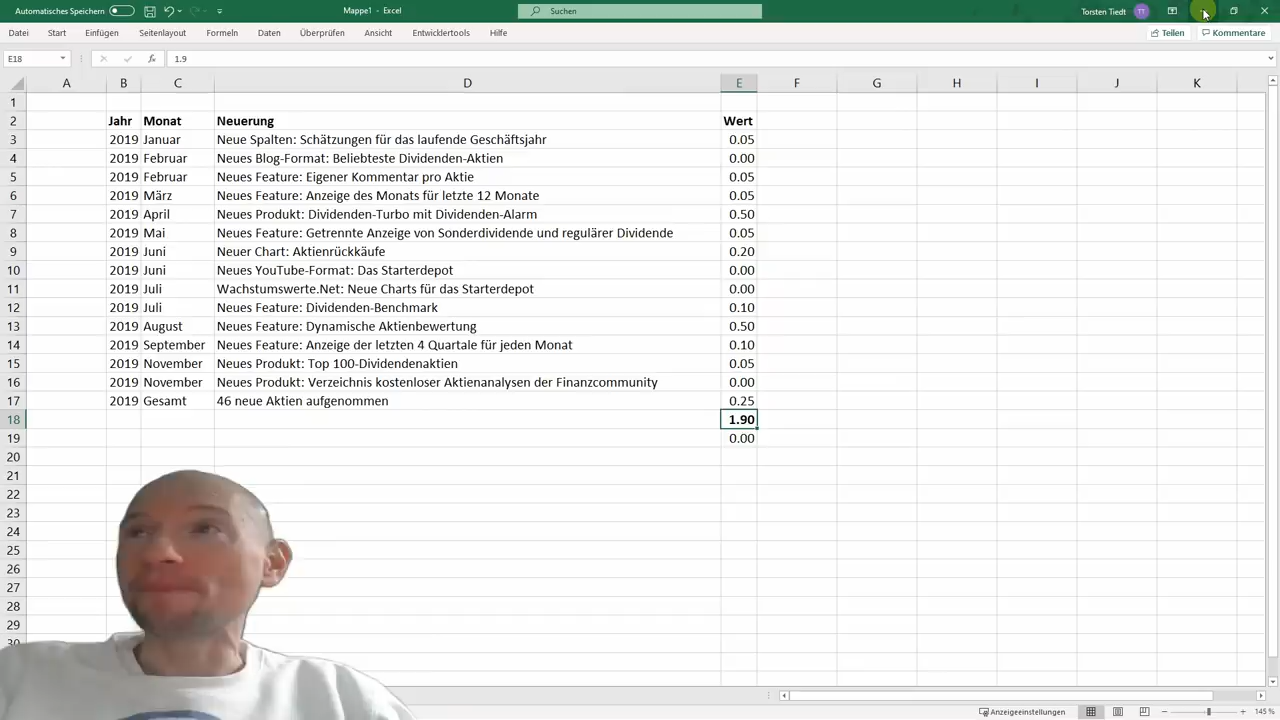 Automatisches Speichern
Mappe1 - Excel
Suchen
Torsten Tiedt
TT
Datei Start Einfügen Seitenlayout Formeln Daten Überprüfen Ansicht Entwicklertools Hilfe
Teilen
Kommentare
E18
fx
1.9
A B C D E F G H I J K
1
2 Jahr Monat Neuerung Wert
3 2019 Januar Neue Spalten: Schätzungen für das laufende Geschäftsjahr 0.05
4 2019 Februar Neues Blog-Format: Beliebteste Dividenden-Aktien 0.00
5 2019 Februar Neues Feature: Eigener Kommentar pro Aktie 0.05
6 2019 März Neues Feature: Anzeige des Monats für letzte 12 Monate 0.05
7 2019 April Neues Produkt: Dividenden-Turbo mit Dividenden-Alarm 0.50
8 2019 Mai Neues Feature: Getrennte Anzeige von Sonderdividende und regulärer Dividende 0.05
9 2019 Juni Neuer Chart: Aktienrückkäufe 0.20
10 2019 Juni Neues YouTube-Format: Das Starterdepot 0.00
11 2019 Juli Wachstumswerte.Net: Neue Charts für das Starterdepot 0.00
12 2019 Juli Neues Feature: Dividenden-Benchmark 0.10
13 2019 August Neues Feature: Dynamische Aktienbewertung 0.50
14 2019 September Neues Feature: Anzeige der letzten 4 Quartale für jeden Monat 0.10
15 2019 November Neues Produkt: Top 100-Dividendenaktien 0.05
16 2019 November Neues Produkt: Verzeichnis kostenloser Aktienanalysen der Finanzcommunity 0.00
17 2019 Gesamt 46 neue Aktien aufgenommen 0.25
18 1.90
19 0.00
20
21
22
23
24
25
26
27
28
29
30
Anzeigeeinstellungen
145 %